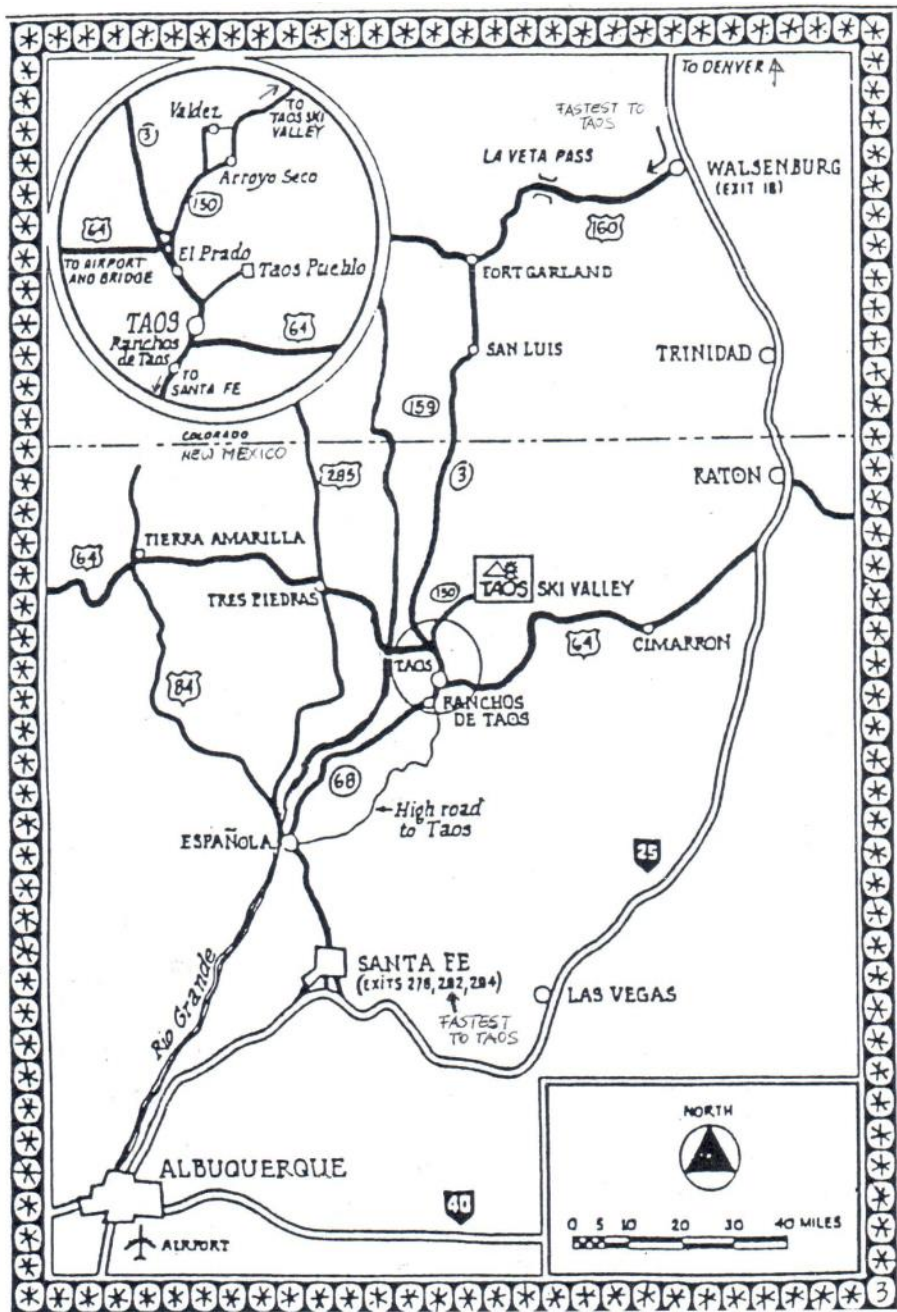 TO DENVER
FASTEST TO
TAOS
LA VETA PASS
WALSENBURG
(EXIT 18)
160
FORT GARLAND
SAN LUIS
TRINIDAD
159
3
Valdez
TO
TAOS SKI
VALLEY
3
Arroyo Seco
150
64
El Prado
TO AIRPORT
AND BRIDGE
Taos Pueblo
TAOS
64
Ranchos
de Taos
TO
SANTA FE
COLORADO
NEW MEXICO
285
RATON
TIERRA AMARILLA
64
TRES PIEDRAS
150
TAOS SKI VALLEY
64
CIMARRON
TAOS
RANCHOS
DE TAOS
84
68
High road
to Taos
ESPAÑOLA
25
Rio Grande
SANTA FE
(EXITS 278, 282, 284)
FASTEST
TO TAOS
LAS VEGAS
ALBUQUERQUE
AIRPORT
40
NORTH
0 5 10 20 30 40 MILES
3